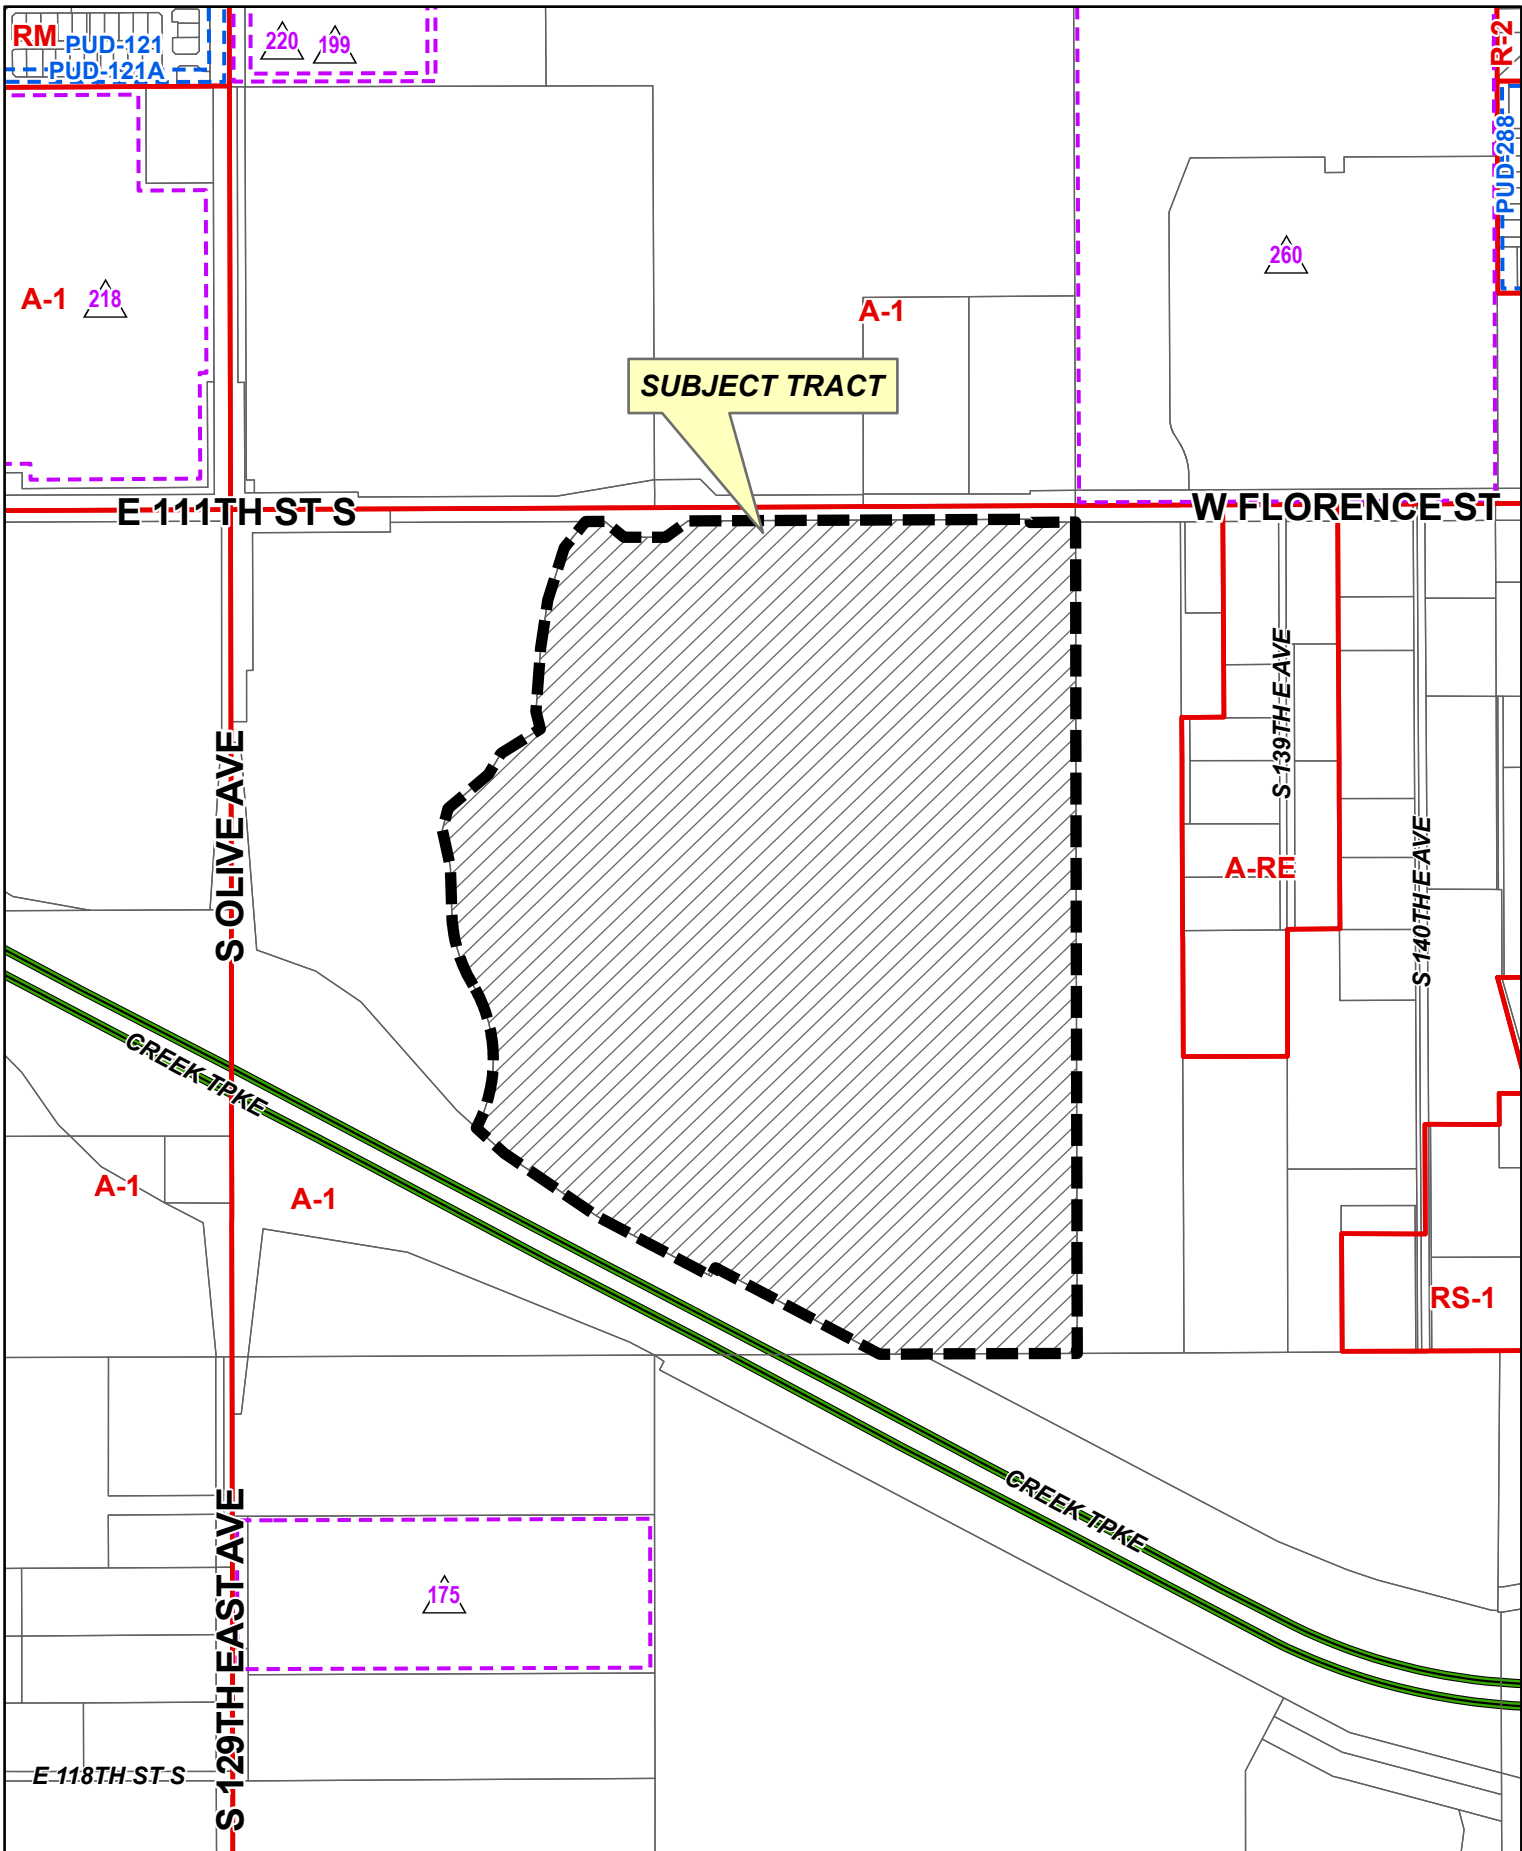 RM
PUD-121
PUD-121A
220
199
R-2
PUD-288
260
A-1
218
A-1
SUBJECT TRACT
E 111TH ST S
W FLORENCE ST
S 139TH E AVE
S OLIVE AVE
A-RE
S 140TH E AVE
CREEK TPKE
A-1
A-1
RS-1
CREEK TPKE
175
S 129TH EAST AVE
E 118TH ST S